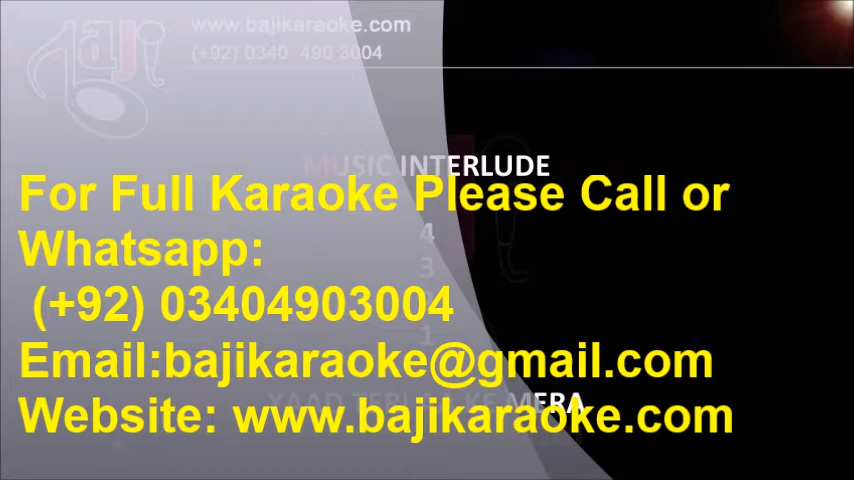 www.bajikaraoke.com
(+92) 0340 490 3004
aji
MUSIC INTERLUDE
For Full Karaoke Please Call or
Whatsapp:
4
3
(+92) 03404903004
1
Email:bajikaraoke@gmail.com
YAAD TERI KE MERA
Website: www.bajikaraoke.com